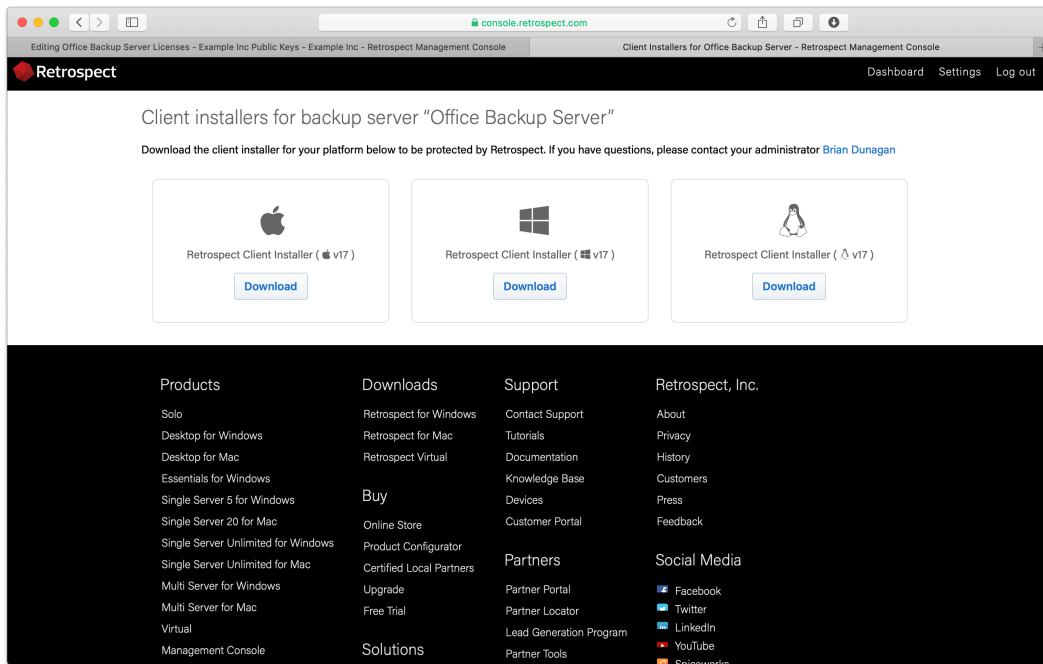 console.retrospect.com
Editing Office Backup Server Licenses - Example Inc Public Keys - Example Inc - Retrospect Management Console
Client Installers for Office Backup Server - Retrospect Management Console
Retrospect
Dashboard Settings Log out
Client installers for backup server “Office Backup Server”
Download the client installer for your platform below to be protected by Retrospect. If you have questions, please contact your administrator Brian Dunagan
Retrospect Client Installer ( v17 )
Download
Retrospect Client Installer ( v17 )
Download
Retrospect Client Installer ( v17 )
Download
Products
Solo
Desktop for Windows
Desktop for Mac
Essentials for Windows
Single Server 5 for Windows
Single Server 20 for Mac
Single Server Unlimited for Windows
Single Server Unlimited for Mac
Multi Server for Windows
Multi Server for Mac
Virtual
Management Console
Downloads
Retrospect for Windows
Retrospect for Mac
Retrospect Virtual
Buy
Online Store
Product Configurator
Certified Local Partners
Upgrade
Free Trial
Solutions
Support
Contact Support
Tutorials
Documentation
Knowledge Base
Devices
Customer Portal
Partners
Partner Portal
Partner Locator
Lead Generation Program
Partner Tools
Retrospect, Inc.
About
Privacy
History
Customers
Press
Feedback
Social Media
Facebook
Twitter
LinkedIn
YouTube
Spiceworks